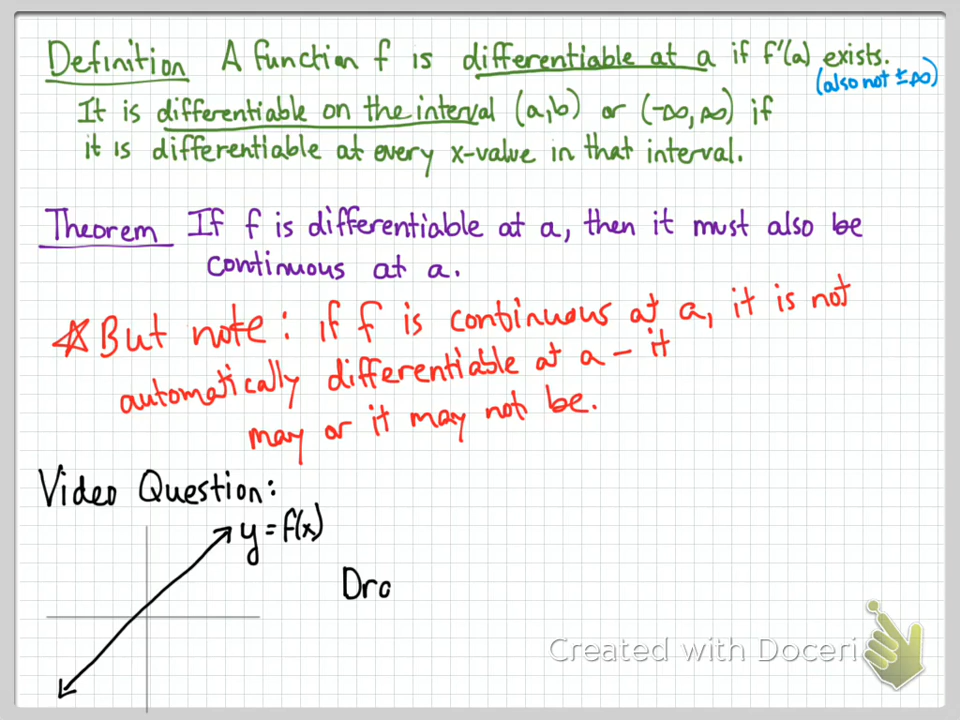 Definition A function f is differentiable at a if f'(a) exists.
(also not ±∞)
It is differentiable on the interval (a,b) or (-∞,∞) if
it is differentiable at every x-value in that interval.
Theorem If f is differentiable at a, then it must also be
continuous at a.
☆But note: if f is continuous at a, it is not
automatically differentiable at a - it
may or it may not be.
Video Question:
y=f(x)
Dra
Created with Doceri